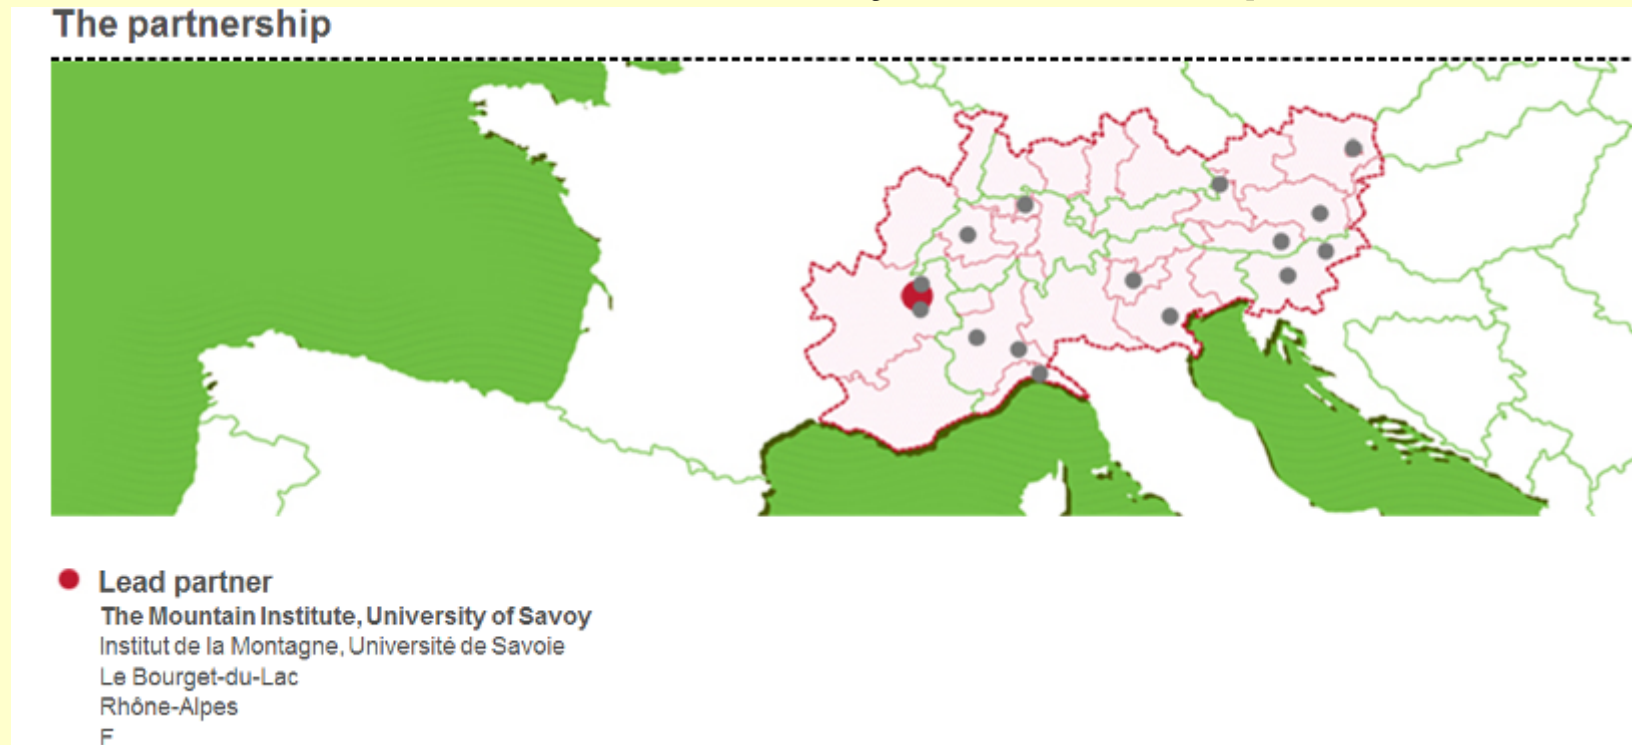 The partnership
Lead partner
The Mountain Institute, University of Savoy
Institut de la Montagne, Université de Savoie
Le Bourget-du-Lac
Rhône-Alpes
F